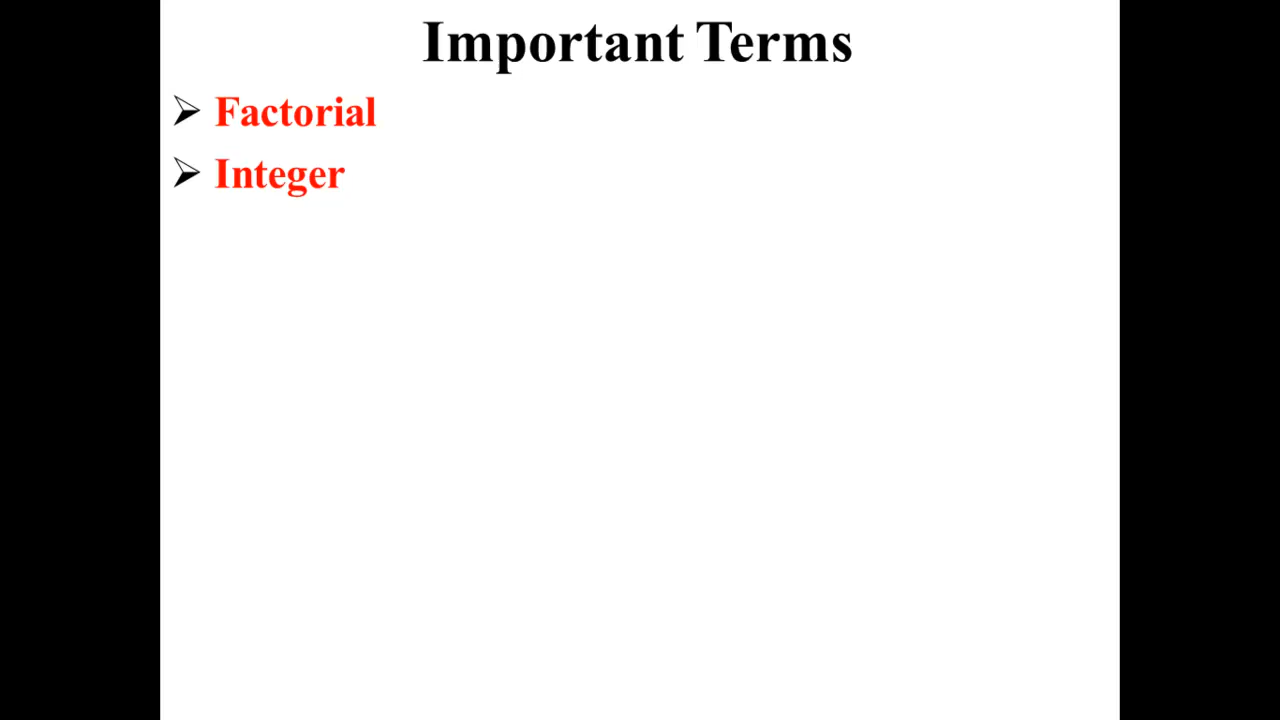 Important Terms
➢ Factorial
➢ Integer